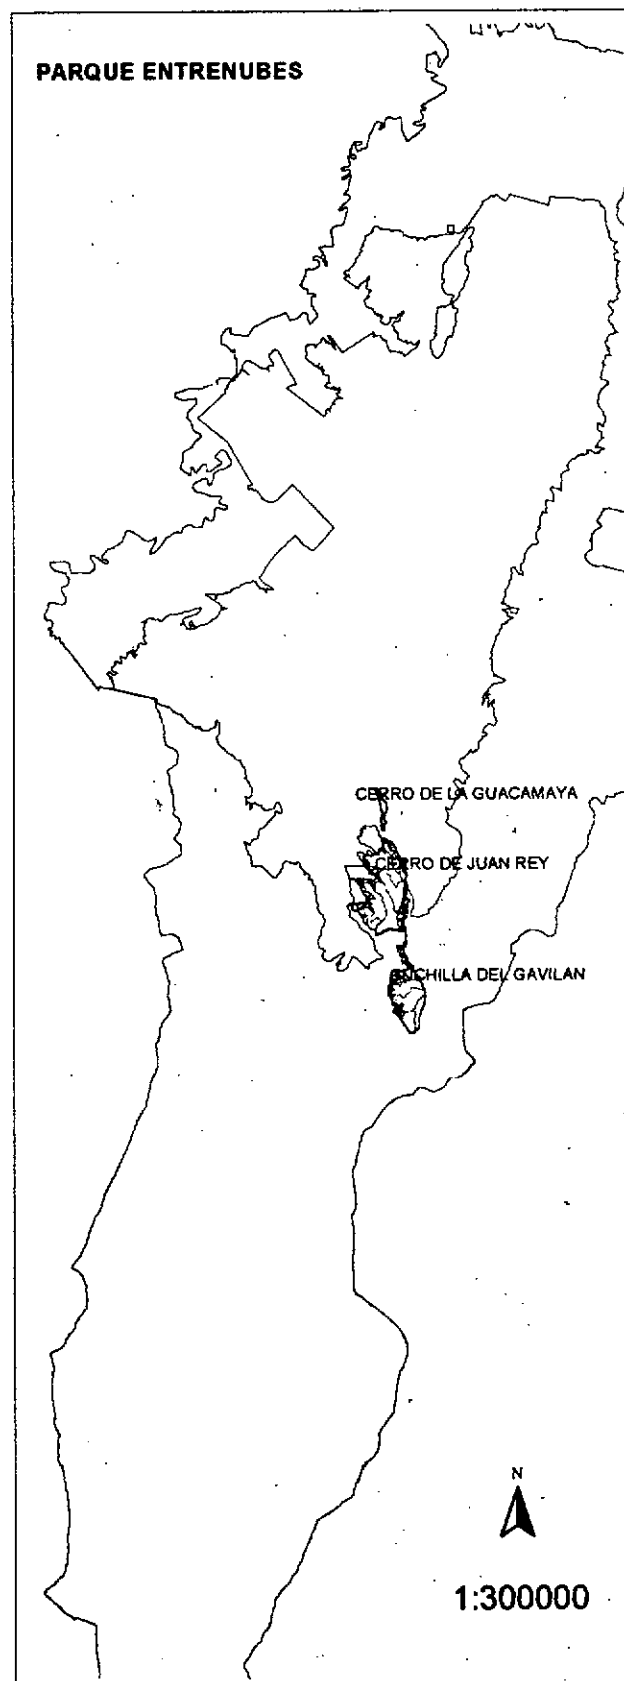 PARQUE ENTRENUBES
CERRO DE LA GUACAMAYA
CERRO DE JUAN REY
CUCHILLA DEL GAVILAN
N
1:300000